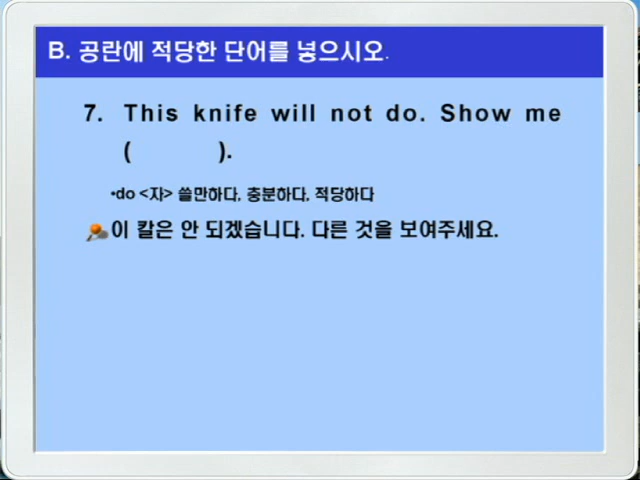 B. 공란에 적당한 단어를 넣으시오.
7. This knife will not do. Show me
( ).
•do <자> 쓸만하다, 충분하다, 적당하다
이 칼은 안 되겠습니다. 다른 것을 보여주세요.